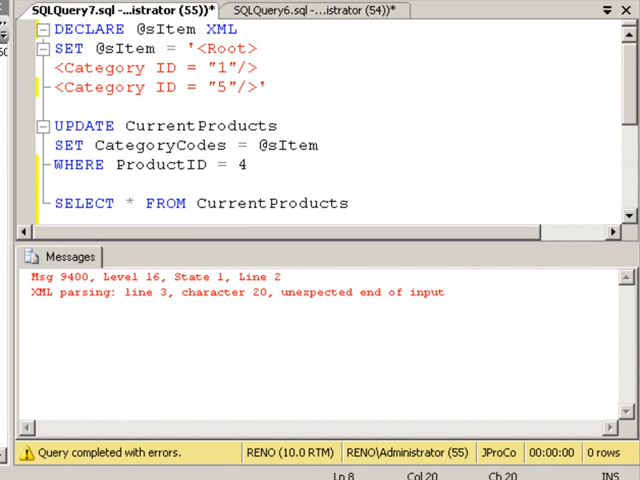 SQLQuery7.sql -...istrator (55))* SQLQuery6.sql -...istrator (54))*
DECLARE @sItem XML
SET @sItem = '<Root>
<Category ID = "1"/>
<Category ID = "5"/>'
UPDATE CurrentProducts
SET CategoryCodes = @sItem
WHERE ProductID = 4
SELECT * FROM CurrentProducts
Messages
Msg 9400, Level 16, State 1, Line 2
XML parsing: line 3, character 20, unexpected end of input
Query completed with errors. RENO (10.0 RTM) RENO\Administrator (55) JProCo 00:00:00 0 rows
Ln 8 Col 20 Ch 20 INS